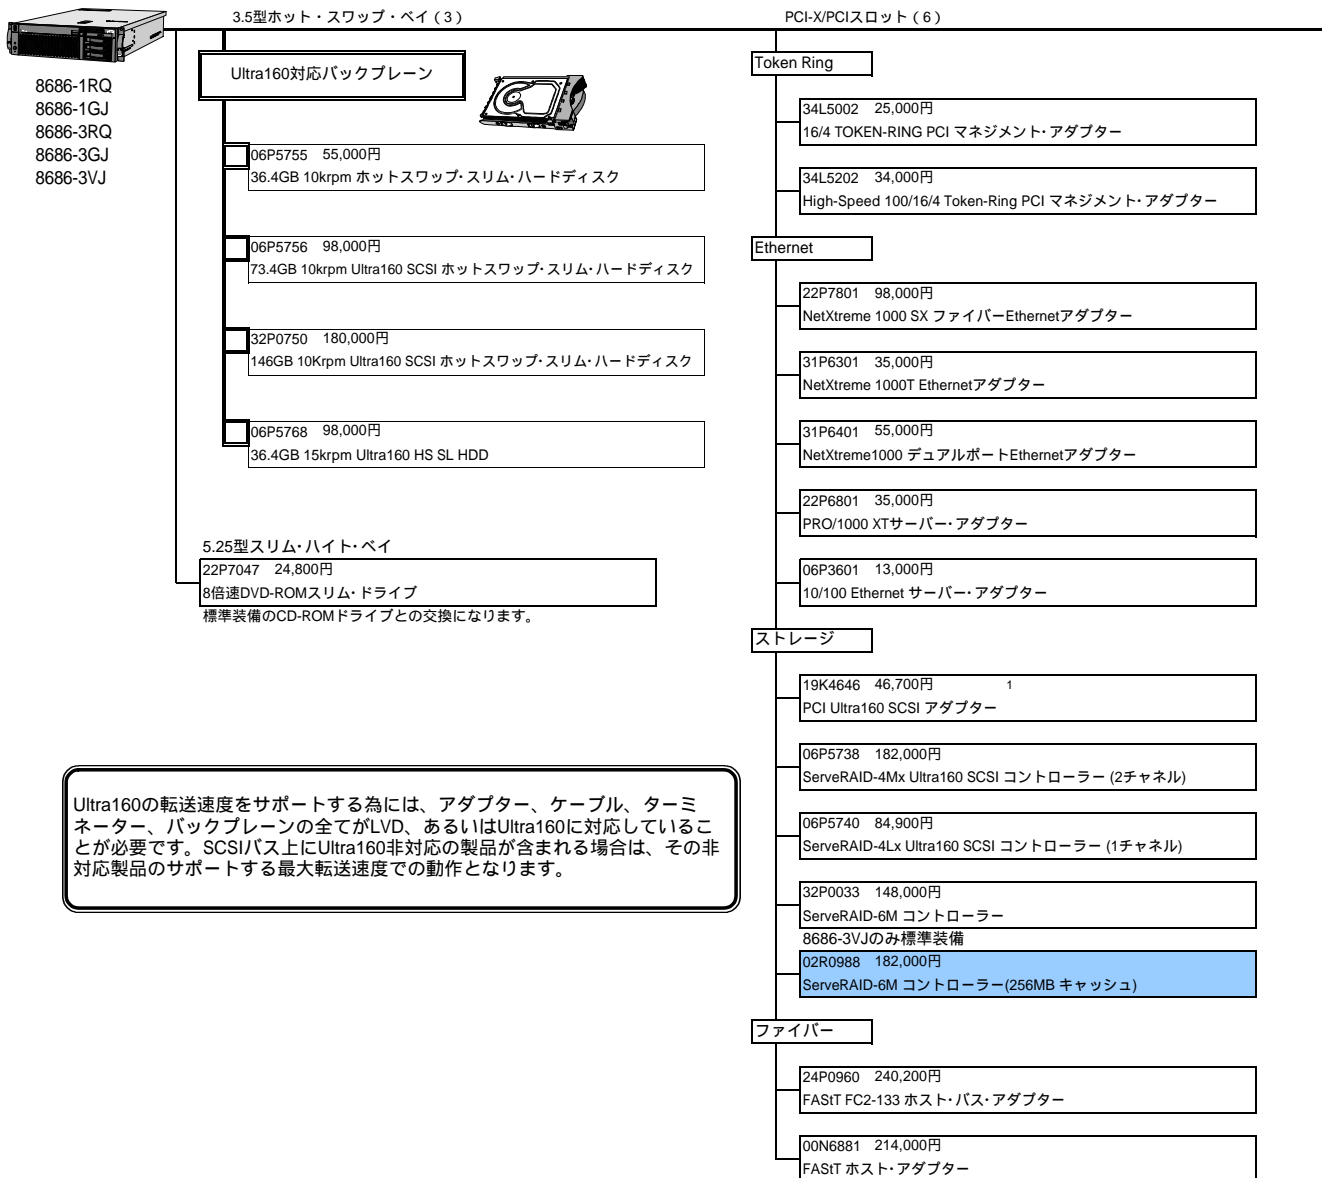 3.5型ホット・スワップ・ベイ（3）
PCI-X/PCIスロット（6）
8686-1RQ
8686-1GJ
8686-3RQ
8686-3GJ
8686-3VJ
Ultra160対応バックプレーン
06P5755 55,000円
36.4GB 10krpm ホットスワップ・スリム・ハードディスク
06P5756 98,000円
73.4GB 10krpm Ultra160 SCSI ホットスワップ・スリム・ハードディスク
32P0750 180,000円
146GB 10Krpm Ultra160 SCSI ホットスワップ・スリム・ハードディスク
06P5768 98,000円
36.4GB 15krpm Ultra160 HS SL HDD
5.25型スリム・ハイト・ベイ
22P7047 24,800円
8倍速DVD-ROMスリム・ドライブ
標準装備のCD-ROMドライブとの交換になります。
Ultra160の転送速度をサポートする為には、アダプター、ケーブル、ターミ
ネーター、バックプレーンの全てがLVD、あるいはUltra160に対応しているこ
とが必要です。SCSIバス上にUltra160非対応の製品が含まれる場合は、その非
対応製品のサポートする最大転送速度での動作となります。
Token Ring
34L5002 25,000円
16/4 TOKEN-RING PCI マネジメント・アダプター
34L5202 34,000円
High-Speed 100/16/4 Token-Ring PCI マネジメント・アダプター
Ethernet
22P7801 98,000円
NetXtreme 1000 SX ファイバーEthernetアダプター
31P6301 35,000円
NetXtreme 1000T Ethernetアダプター
31P6401 55,000円
NetXtreme1000 デュアルポートEthernetアダプター
22P6801 35,000円
PRO/1000 XTサーバー・アダプター
06P3601 13,000円
10/100 Ethernet サーバー・アダプター
ストレージ
19K4646 46,700円 1
PCI Ultra160 SCSI アダプター
06P5738 182,000円
ServeRAID-4Mx Ultra160 SCSI コントローラー (2チャネル)
06P5740 84,900円
ServeRAID-4Lx Ultra160 SCSI コントローラー (1チャネル)
32P0033 148,000円
ServeRAID-6M コントローラー
8686-3VJのみ標準装備
02R0988 182,000円
ServeRAID-6M コントローラー(256MB キャッシュ)
ファイバー
24P0960 240,200円
FAStT FC2-133 ホスト・バス・アダプター
00N6881 214,000円
FAStT ホスト・アダプター